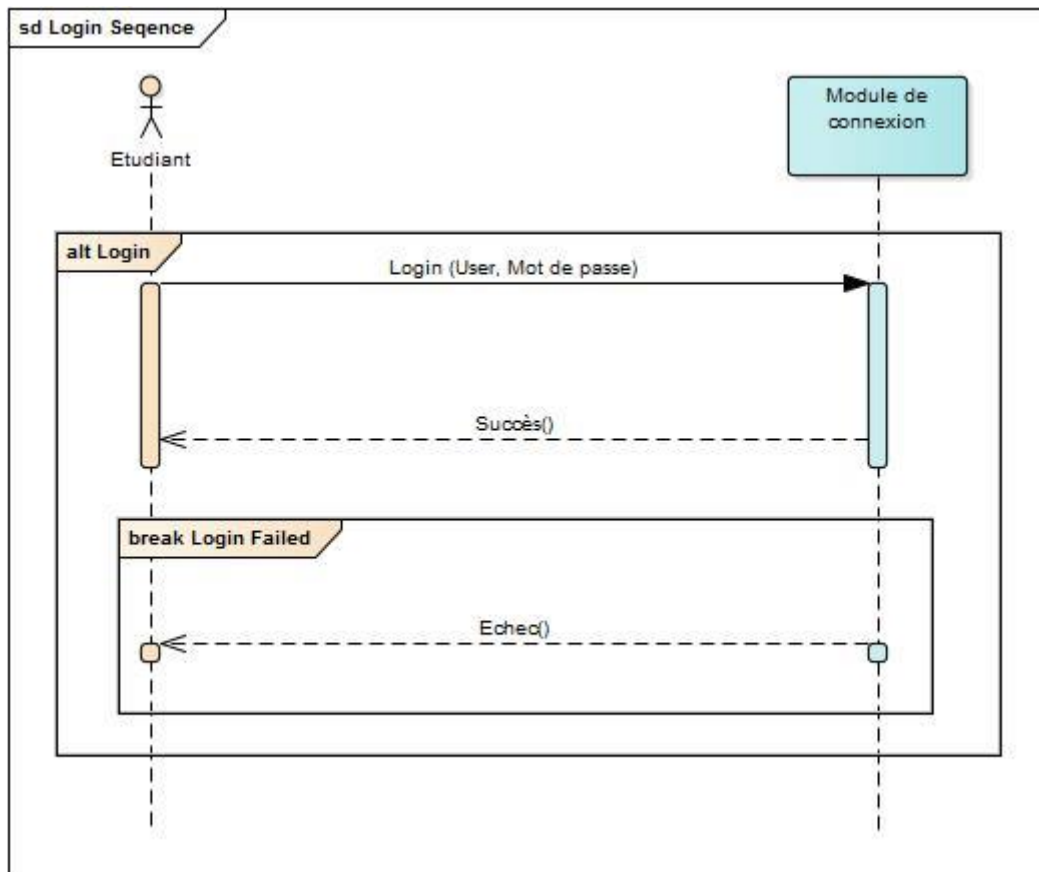 sd Login Seqence
Etudiant
Module de
connexion
alt Login
Login (User, Mot de passe)
Succès()
break Login Failed
Echec()